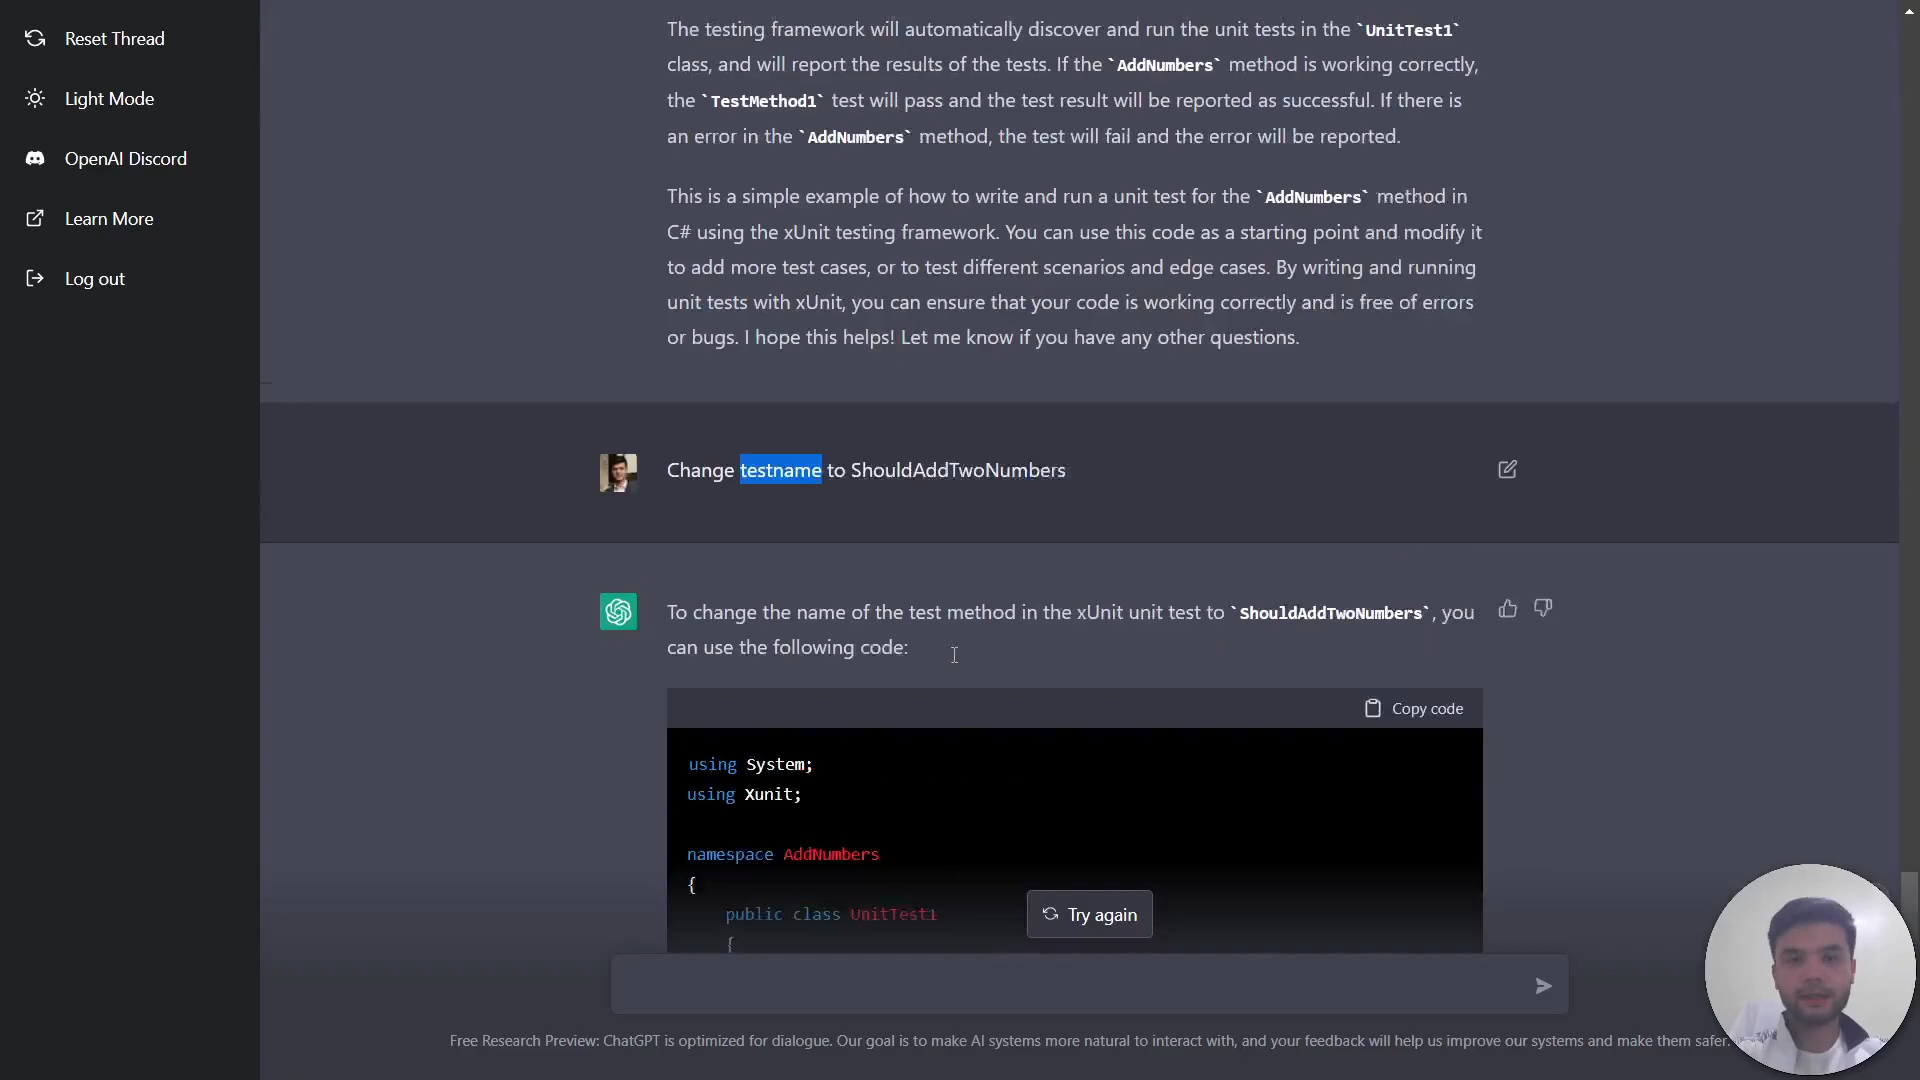 Reset Thread
Light Mode
OpenAI Discord
Learn More
Log out
The testing framework will automatically discover and run the unit tests in the `UnitTest1`
class, and will report the results of the tests. If the `AddNumbers` method is working correctly,
the `TestMethod1` test will pass and the test result will be reported as successful. If there is
an error in the `AddNumbers` method, the test will fail and the error will be reported.
This is a simple example of how to write and run a unit test for the `AddNumbers` method in
C# using the xUnit testing framework. You can use this code as a starting point and modify it
to add more test cases, or to test different scenarios and edge cases. By writing and running
unit tests with xUnit, you can ensure that your code is working correctly and is free of errors
or bugs. I hope this helps! Let me know if you have any other questions.
Change testname to ShouldAddTwoNumbers
To change the name of the test method in the xUnit unit test to `ShouldAddTwoNumbers`, you
can use the following code:
Copy code
using System;
using Xunit;
namespace AddNumbers
{
public class UnitTest1
{
Try again
Free Research Preview: ChatGPT is optimized for dialogue. Our goal is to make AI systems more natural to interact with, and your feedback will help us improve our systems and make them safer.